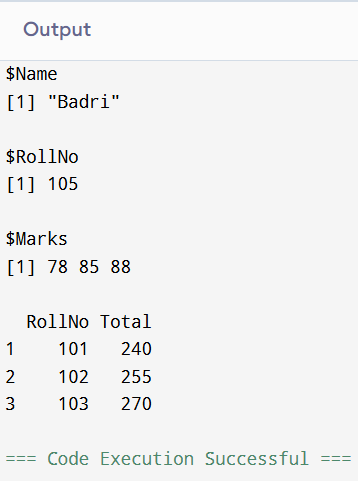 Output
$Name
[1] "Badri"
$RollNo
[1] 105
$Marks
[1] 78 85 88
  RollNo Total
1    101   240
2    102   255
3    103   270
=== Code Execution Successful ===